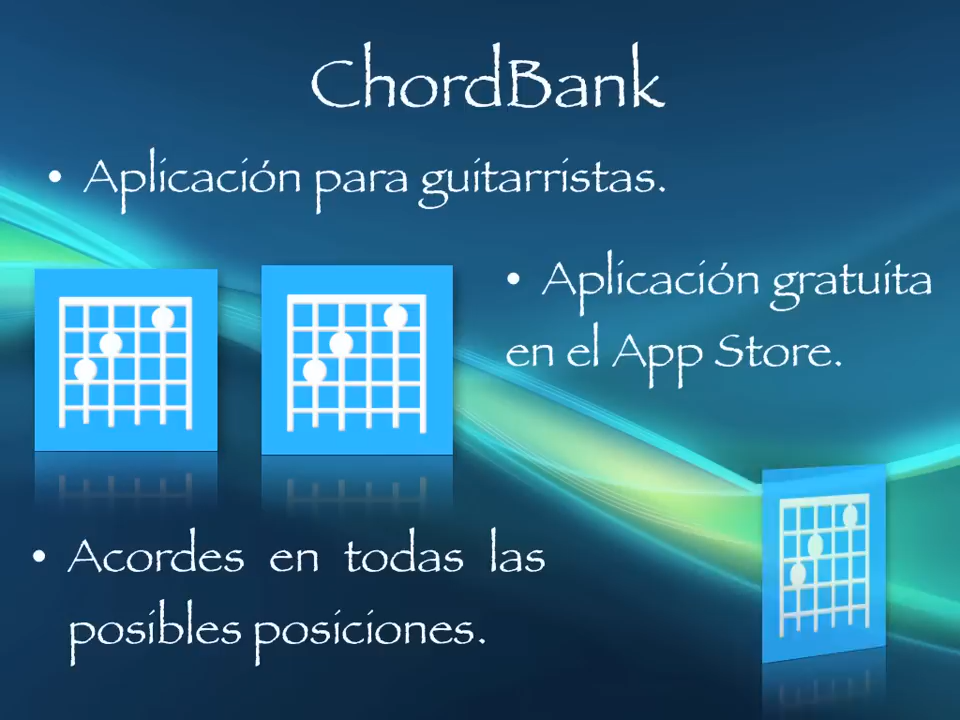 ChordBank
• Aplicación para guitarristas.
• Aplicación gratuita
en el App Store.
• Acordes en todas las
posibles posiciones.